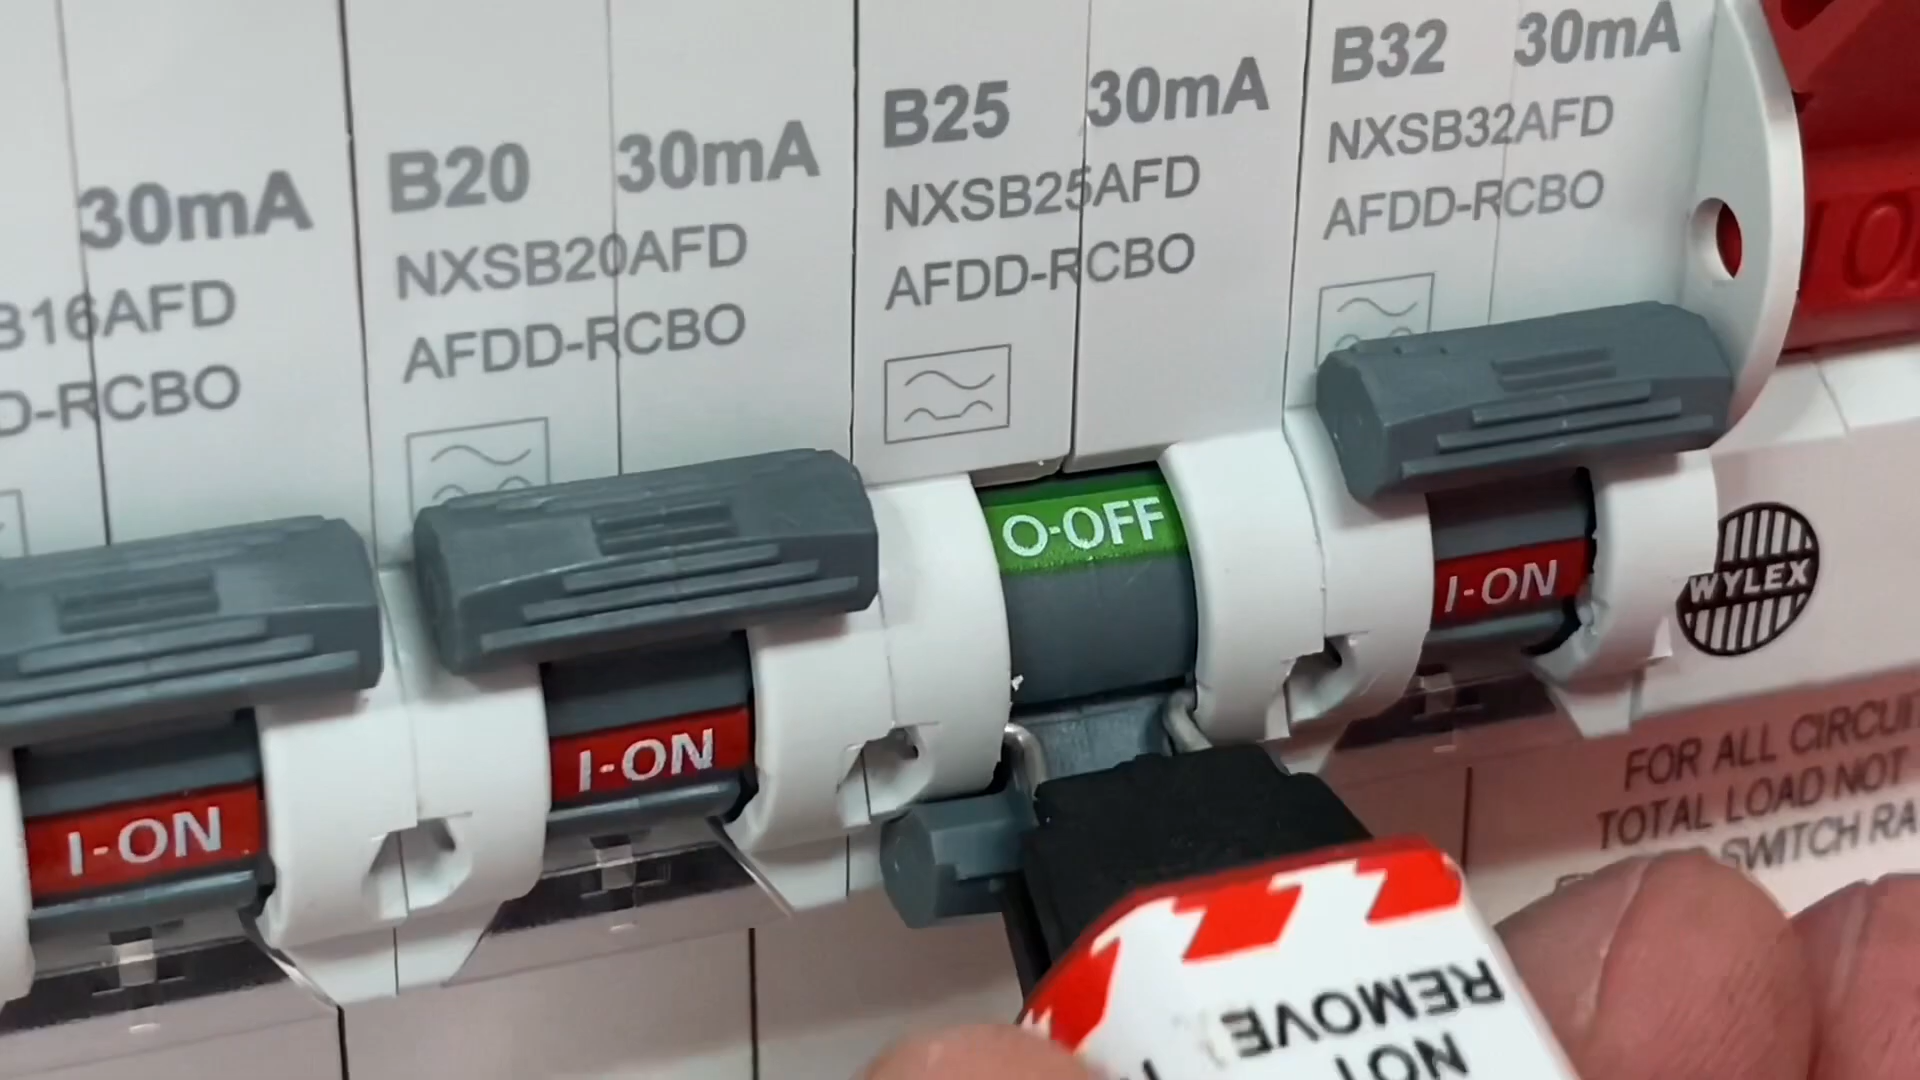 30mA
B16AFD
D-RCBO
I-ON
B20 30mA
NXSB20AFD
AFDD-RCBO
I-ON
B25 30mA
NXSB25AFD
AFDD-RCBO
O-OFF
B32 30mA
NXSB32AFD
AFDD-RCBO
I-ON
WYLEX
FOR ALL CIRCUIT
TOTAL LOAD NOT
SWITCH RA
REMOVE
NOT